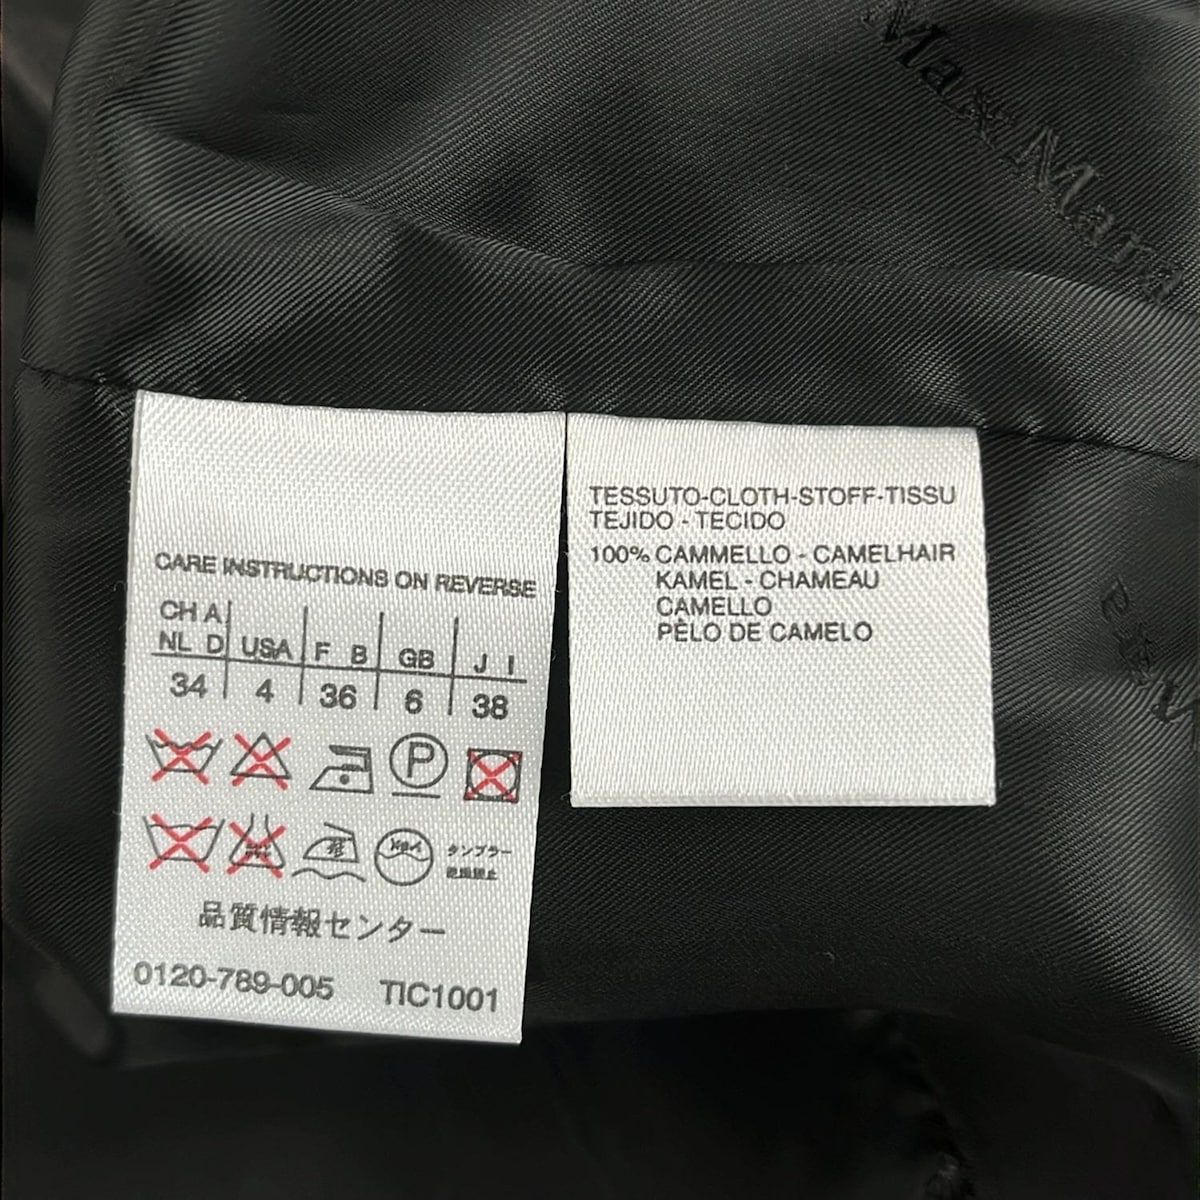 Max Mara
CARE INSTRUCTIONS ON REVERSE
CH A
NL D USA F B GB J I
34 4 36 6 38
P
タンブラー
乾燥禁止
品質情報センター
0120-789-005 TIC1001
TESSUTO-CLOTH-STOFF-TISSU
TEJIDO - TECIDO
100% CAMMELLO - CAMELHAIR
KAMEL - CHAMEAU
CAMELLO
PÊLO DE CAMELO